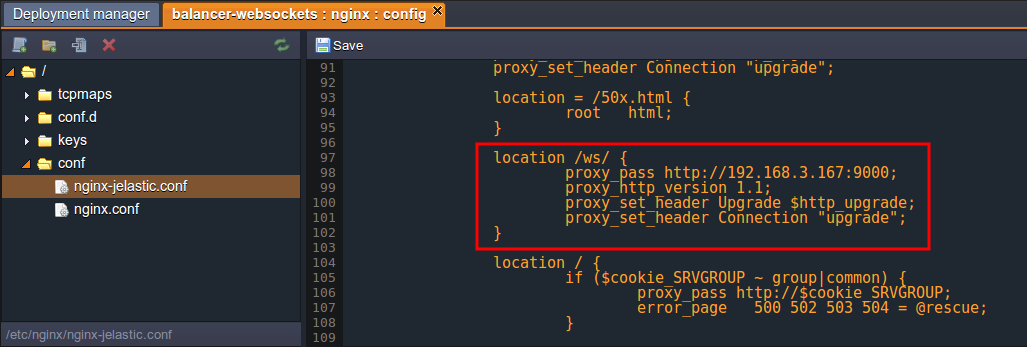 Deployment manager
balancer-websockets : nginx : config
Save
/
tcpmaps
conf.d
keys
conf
nginx-jelastic.conf
nginx.conf
/etc/nginx/nginx-jelastic.conf
91 proxy_set_header Connection "upgrade";
92
93 location = /50x.html {
94 root html;
95 }
96
97 location /ws/ {
98 proxy_pass http://192.168.3.167:9000;
99 proxy_http_version 1.1;
100 proxy_set_header Upgrade $http_upgrade;
101 proxy_set_header Connection "upgrade";
102 }
103
104 location / {
105 if ($cookie_SRVGROUP ~ group|common) {
106 proxy_pass http://$cookie_SRVGROUP;
107 error_page 500 502 503 504 = @rescue;
108 }
109